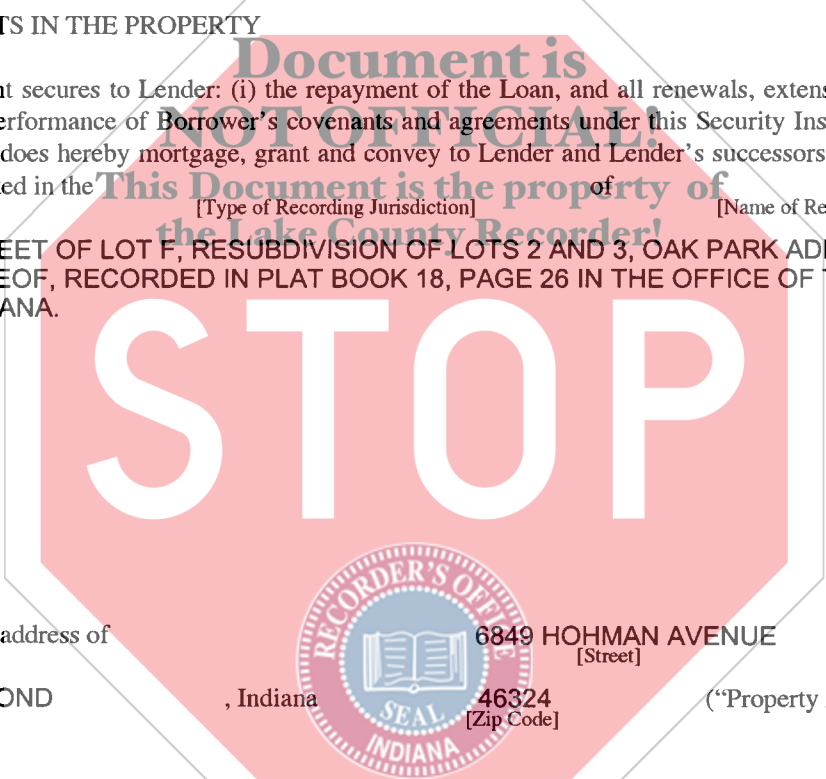 TS IN THE PROPERTY
Document is
nt secures to Lender: (i) the repayment of the Loan, and all renewals, extens
NOT OFFICIAL!
erformance of Borrower's covenants and agreements under this Security Ins
does hereby mortgage, grant and convey to Lender and Lender's successors
ed in the of
This Document is the property of
[Type of Recording Jurisdiction] [Name of Re
the Lake County Recorder!
EET OF LOT F, RESUBDIVISION OF LOTS 2 AND 3, OAK PARK ADD
EOF, RECORDED IN PLAT BOOK 18, PAGE 26 IN THE OFFICE OF T
ANA.
STOP
RECORDER'S OFFICE
SEAL
INDIANA
address of 6849 HOHMAN AVENUE
[Street]
OND , Indiana 46324 ("Property
[Zip Code]